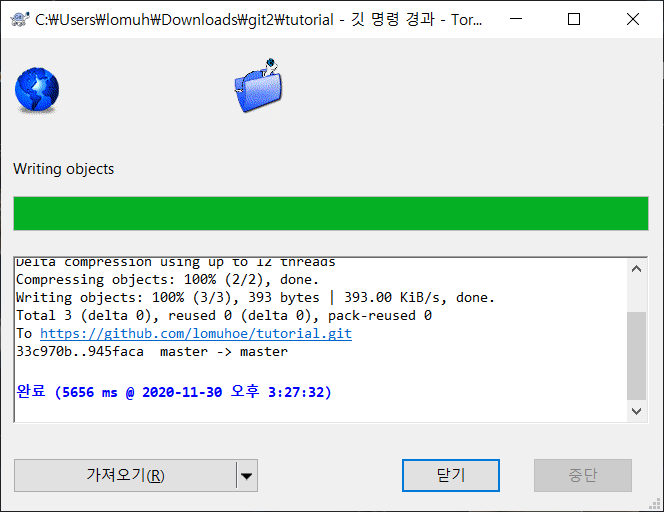 C:₩Users₩lomuh₩Downloads₩git2₩tutorial - 깃 명령 경과 - Tor...
Writing objects
Delta compression using up to 12 threads
Compressing objects: 100% (2/2), done.
Writing objects: 100% (3/3), 393 bytes | 393.00 KiB/s, done.
Total 3 (delta 0), reused 0 (delta 0), pack-reused 0
To https://github.com/lomuhoe/tutorial.git
33c970b..945faca  master -> master
완료 (5656 ms @ 2020-11-30 오후 3:27:32)
가져오기(R)
닫기
중단